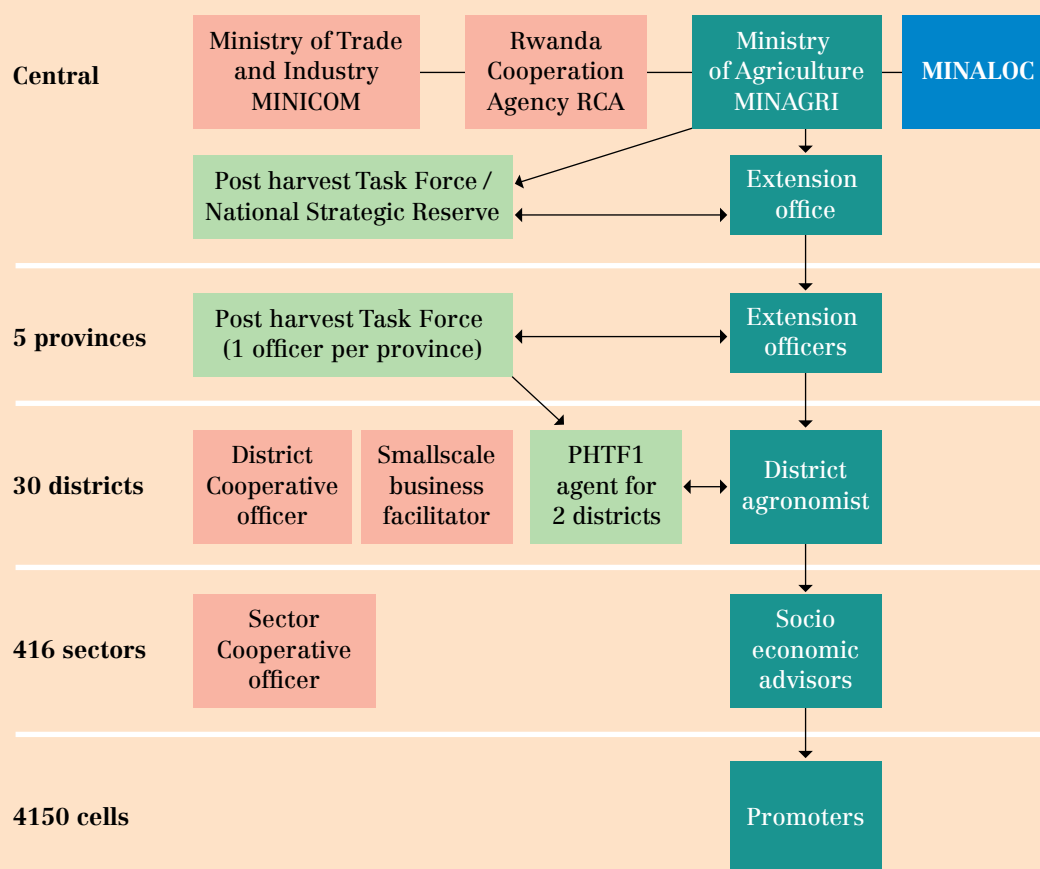 Central
Ministry of Trade
and Industry
MINICOM
Rwanda
Cooperation
Agency RCA
Ministry
of Agriculture
MINAGRI
MINALOC
Post harvest Task Force /
National Strategic Reserve
Extension
office
5 provinces
Post harvest Task Force
(1 officer per province)
Extension
officers
30 districts
District
Cooperative
officer
Smallscale
business
facilitator
PHTF1
agent for
2 districts
District
agronomist
416 sectors
Sector
Cooperative
officer
Socio
economic
advisors
4150 cells
Promoters